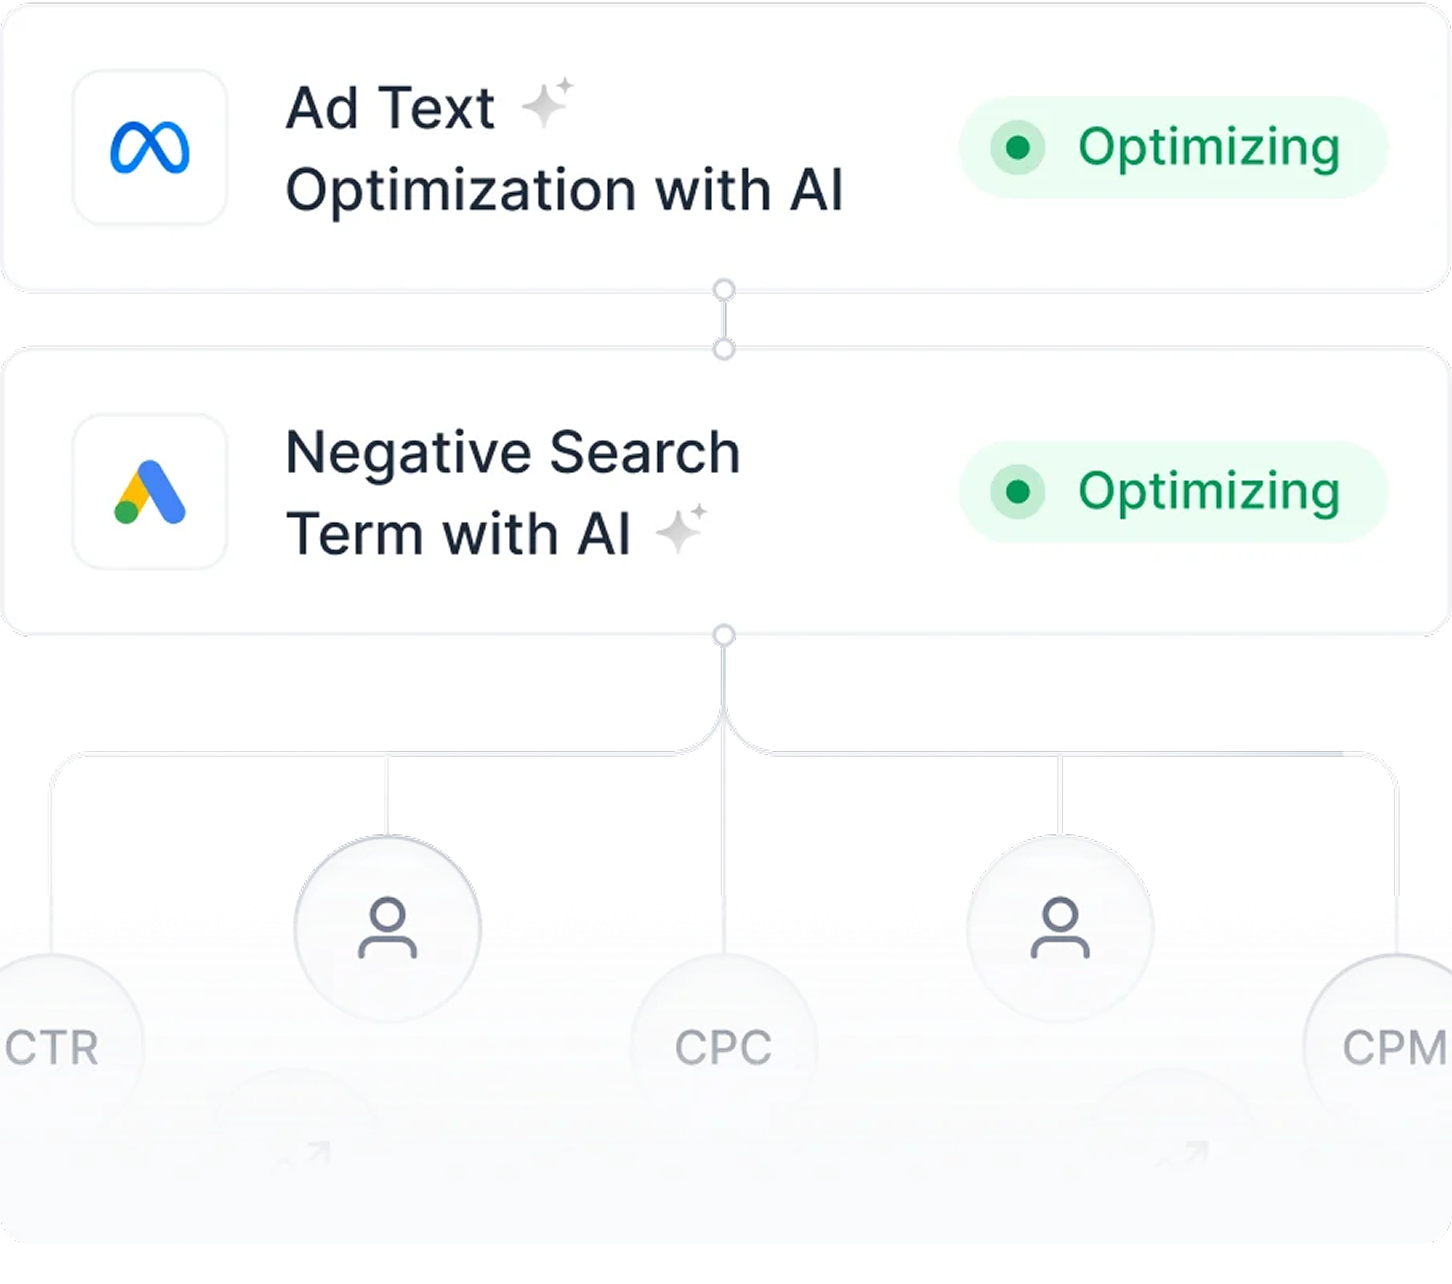 Ad Text
Optimization with AI
Optimizing
Negative Search
Term with AI
Optimizing
CTR
CPC
CPM